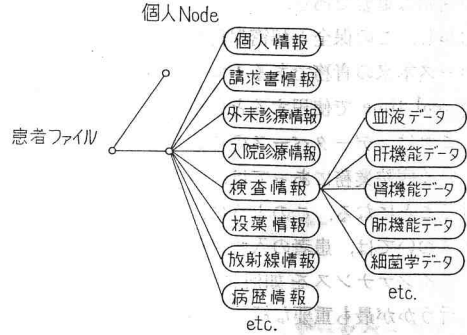 個人Node
患者ファイル
個人情報
請求書情報
外来診療情報
入院診療情報
検査情報
投薬情報
放射線情報
病歴情報
etc.
血液データ
肝機能データ
腎機能データ
肺機能データ
細菌学データ
etc.